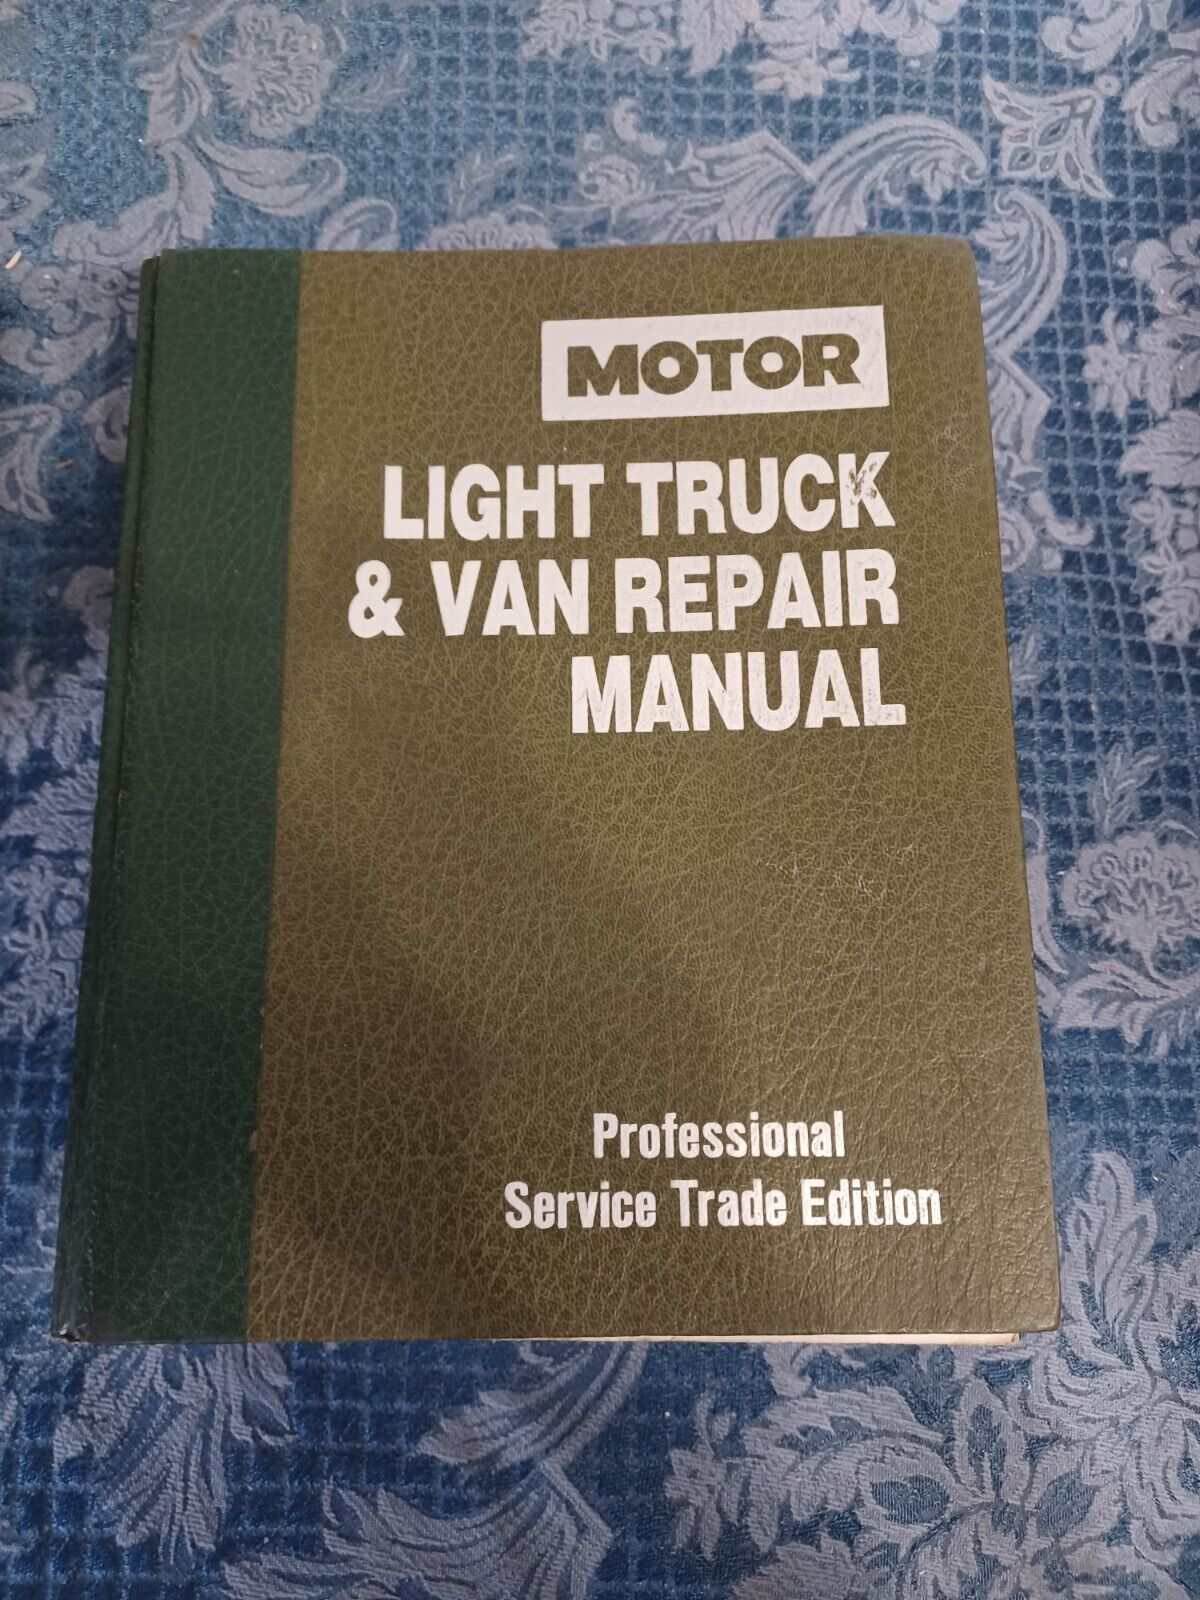 MOTOR
LIGHT TRUCK
& VAN REPAIR
MANUAL
Professional
Service Trade Edition